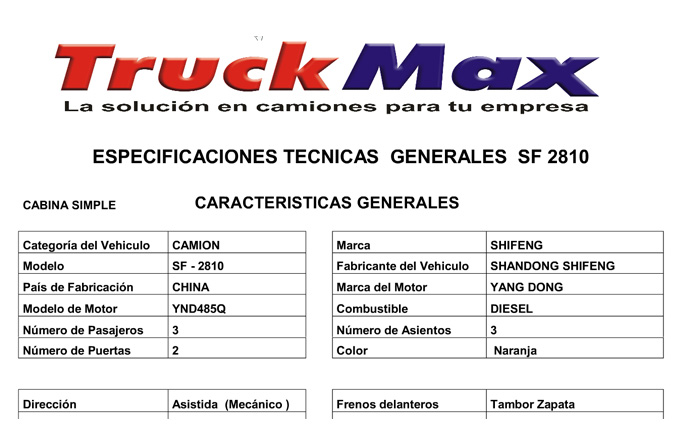 TruckMax
La solución en camiones para tu empresa
ESPECIFICACIONES TECNICAS GENERALES SF 2810
CABINA SIMPLE CARACTERISTICAS GENERALES
Categoría del Vehiculo CAMION Marca SHIFENG
Modelo SF - 2810 Fabricante del Vehiculo SHANDONG SHIFENG
País de Fabricación CHINA Marca del Motor YANG DONG
Modelo de Motor YND485Q Combustible DIESEL
Número de Pasajeros 3 Número de Asientos 3
Número de Puertas 2 Color Naranja
Dirección Asistida (Mecánico ) Frenos delanteros Tambor Zapata